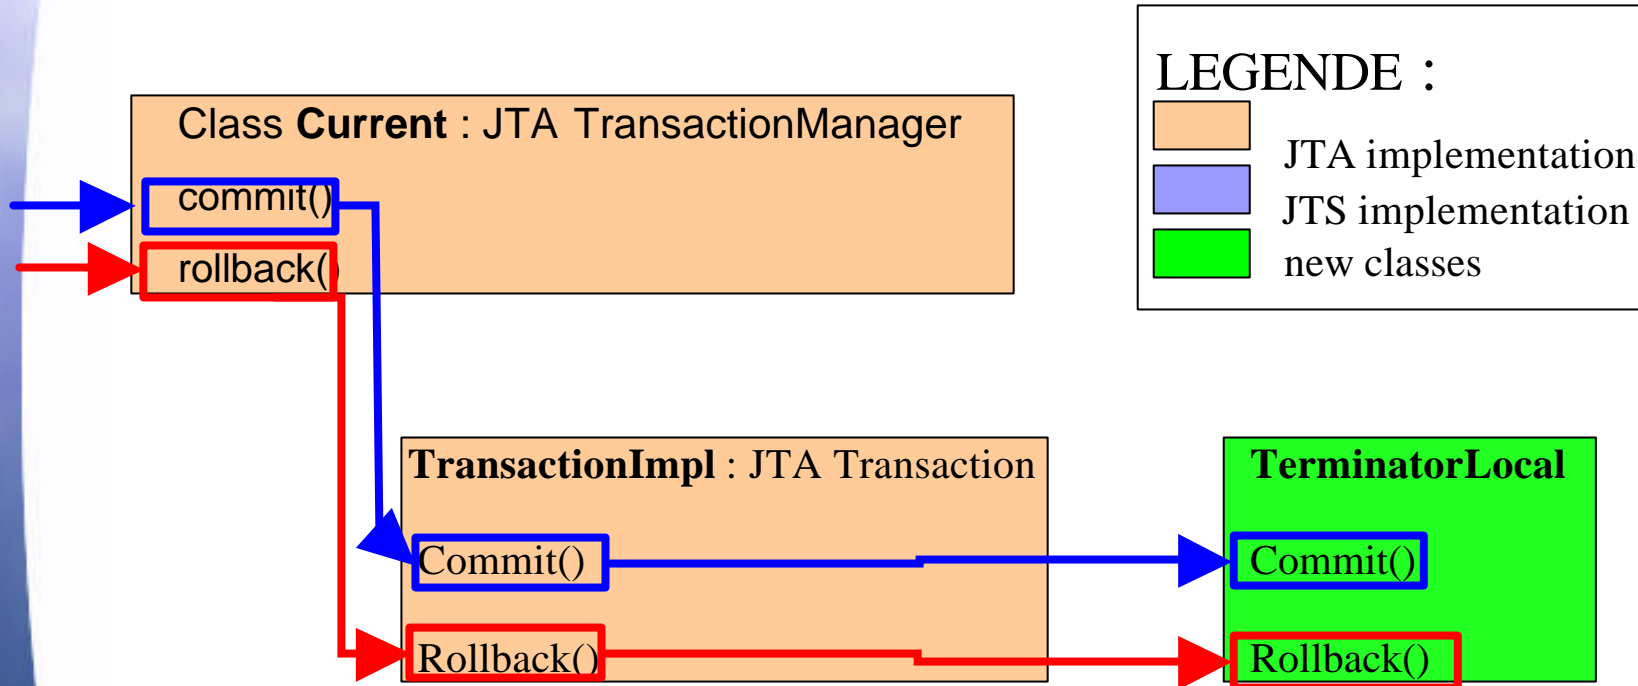 LEGENDE :
JTA implementation
JTS implementation
new classes
Class Current : JTA TransactionManager
commit()
rollback()
TransactionImpl : JTA Transaction
Commit()
Rollback()
TerminatorLocal
Commit()
Rollback()